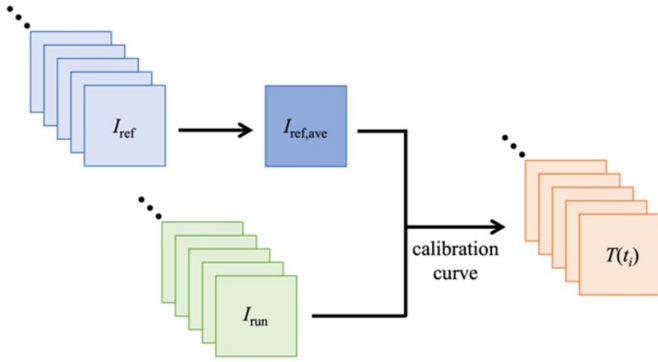 I_ref
I_ref,ave
I_run
calibration
curve
T(t_i)